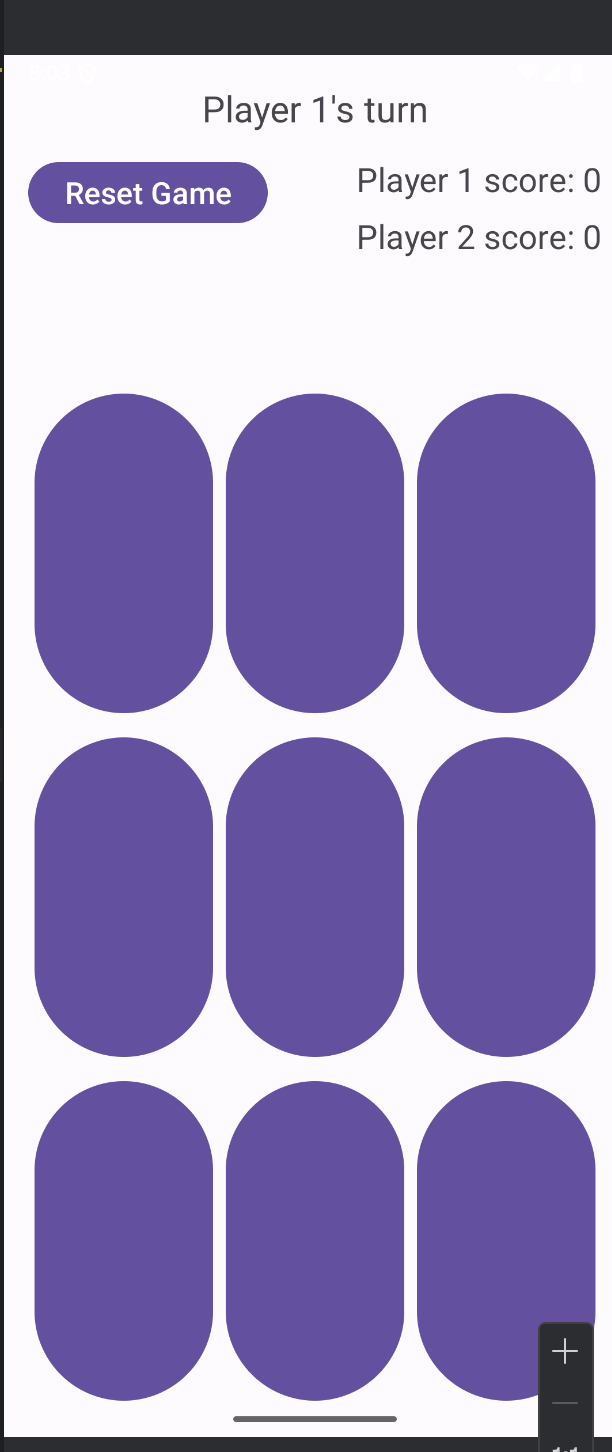 Player 1's turn
Reset Game
Player 1 score: 0
Player 2 score: 0